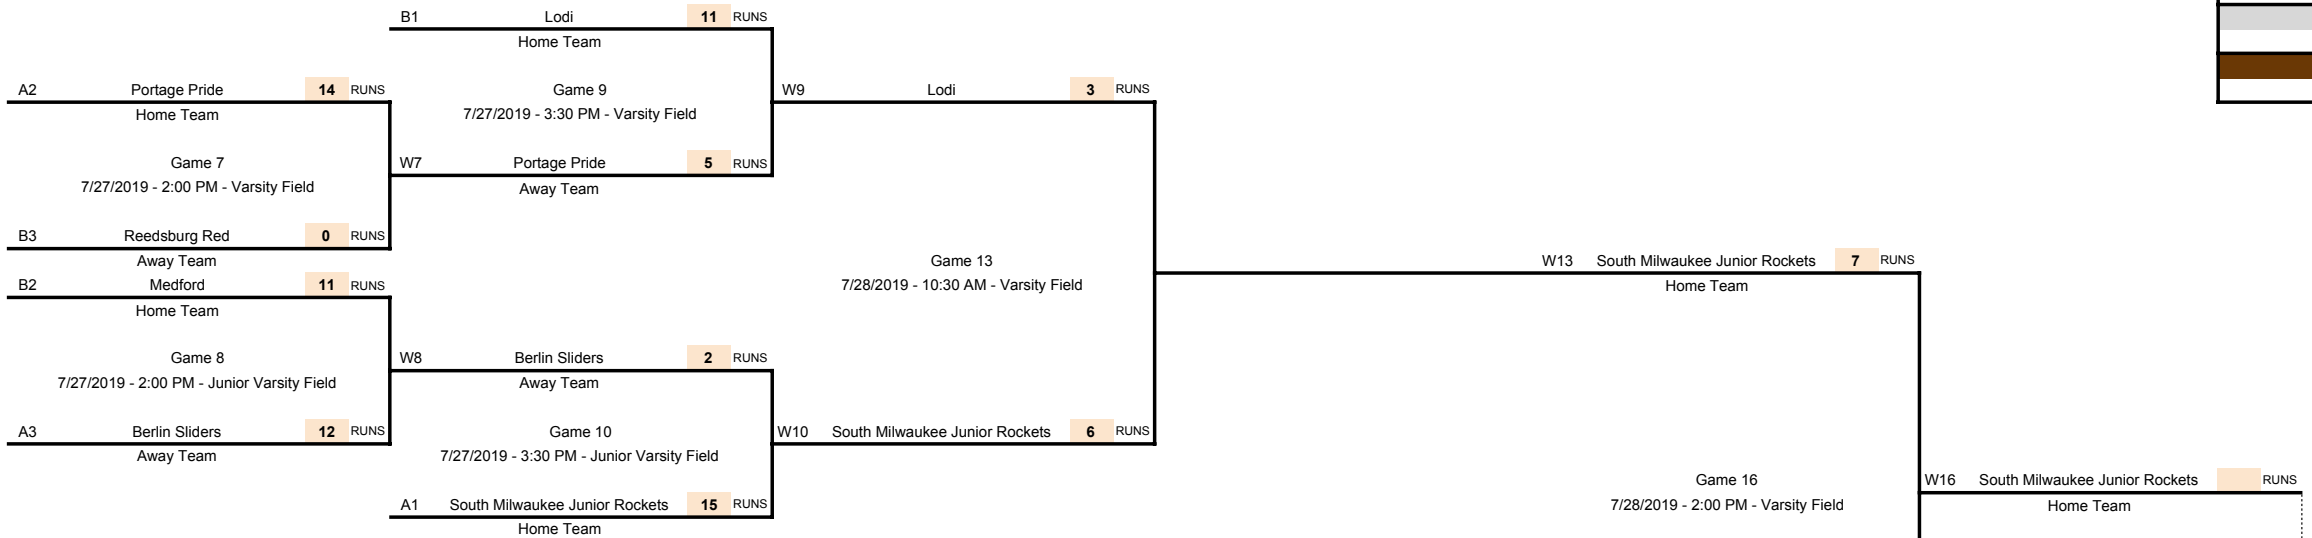 B1 Lodi 11 RUNS
Home Team
A2 Portage Pride 14 RUNS
Game 9
W9 Lodi 3 RUNS
Home Team
7/27/2019 - 3:30 PM - Varsity Field
Game 7
W7 Portage Pride 5 RUNS
7/27/2019 - 2:00 PM - Varsity Field
Away Team
B3 Reedsburg Red 0 RUNS
Away Team
Game 13
W13 South Milwaukee Junior Rockets 7 RUNS
B2 Medford 11 RUNS
7/28/2019 - 10:30 AM - Varsity Field
Home Team
Home Team
Game 8
W8 Berlin Sliders 2 RUNS
7/27/2019 - 2:00 PM - Junior Varsity Field
Away Team
A3 Berlin Sliders 12 RUNS
Game 10
W10 South Milwaukee Junior Rockets 6 RUNS
Away Team
7/27/2019 - 3:30 PM - Junior Varsity Field
Game 16
W16 South Milwaukee Junior Rockets RUNS
A1 South Milwaukee Junior Rockets 15 RUNS
7/28/2019 - 2:00 PM - Varsity Field
Home Team
Home Team